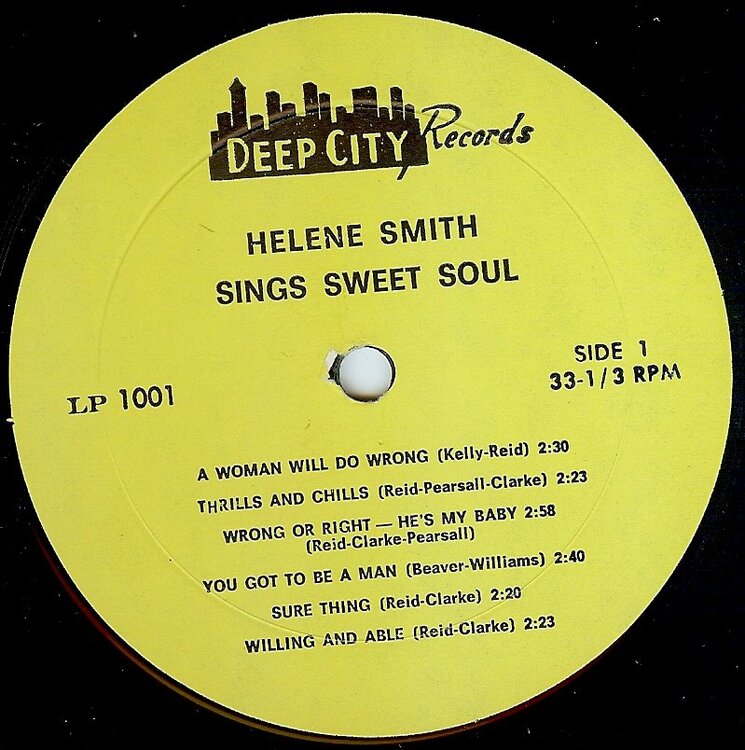 DEEP CITY Records
HELENE SMITH
SINGS SWEET SOUL
SIDE 1
LP 1001
33-1/3 RPM
A WOMAN WILL DO WRONG (Kelly-Reid) 2:30
THRILLS AND CHILLS (Reid-Pearsall-Clarke) 2:23
WRONG OR RIGHT — HE'S MY BABY 2:58
(Reid-Clarke-Pearsall)
YOU GOT TO BE A MAN (Beaver-Williams) 2:40
SURE THING (Reid-Clarke) 2:20
WILLING AND ABLE (Reid-Clarke) 2:23